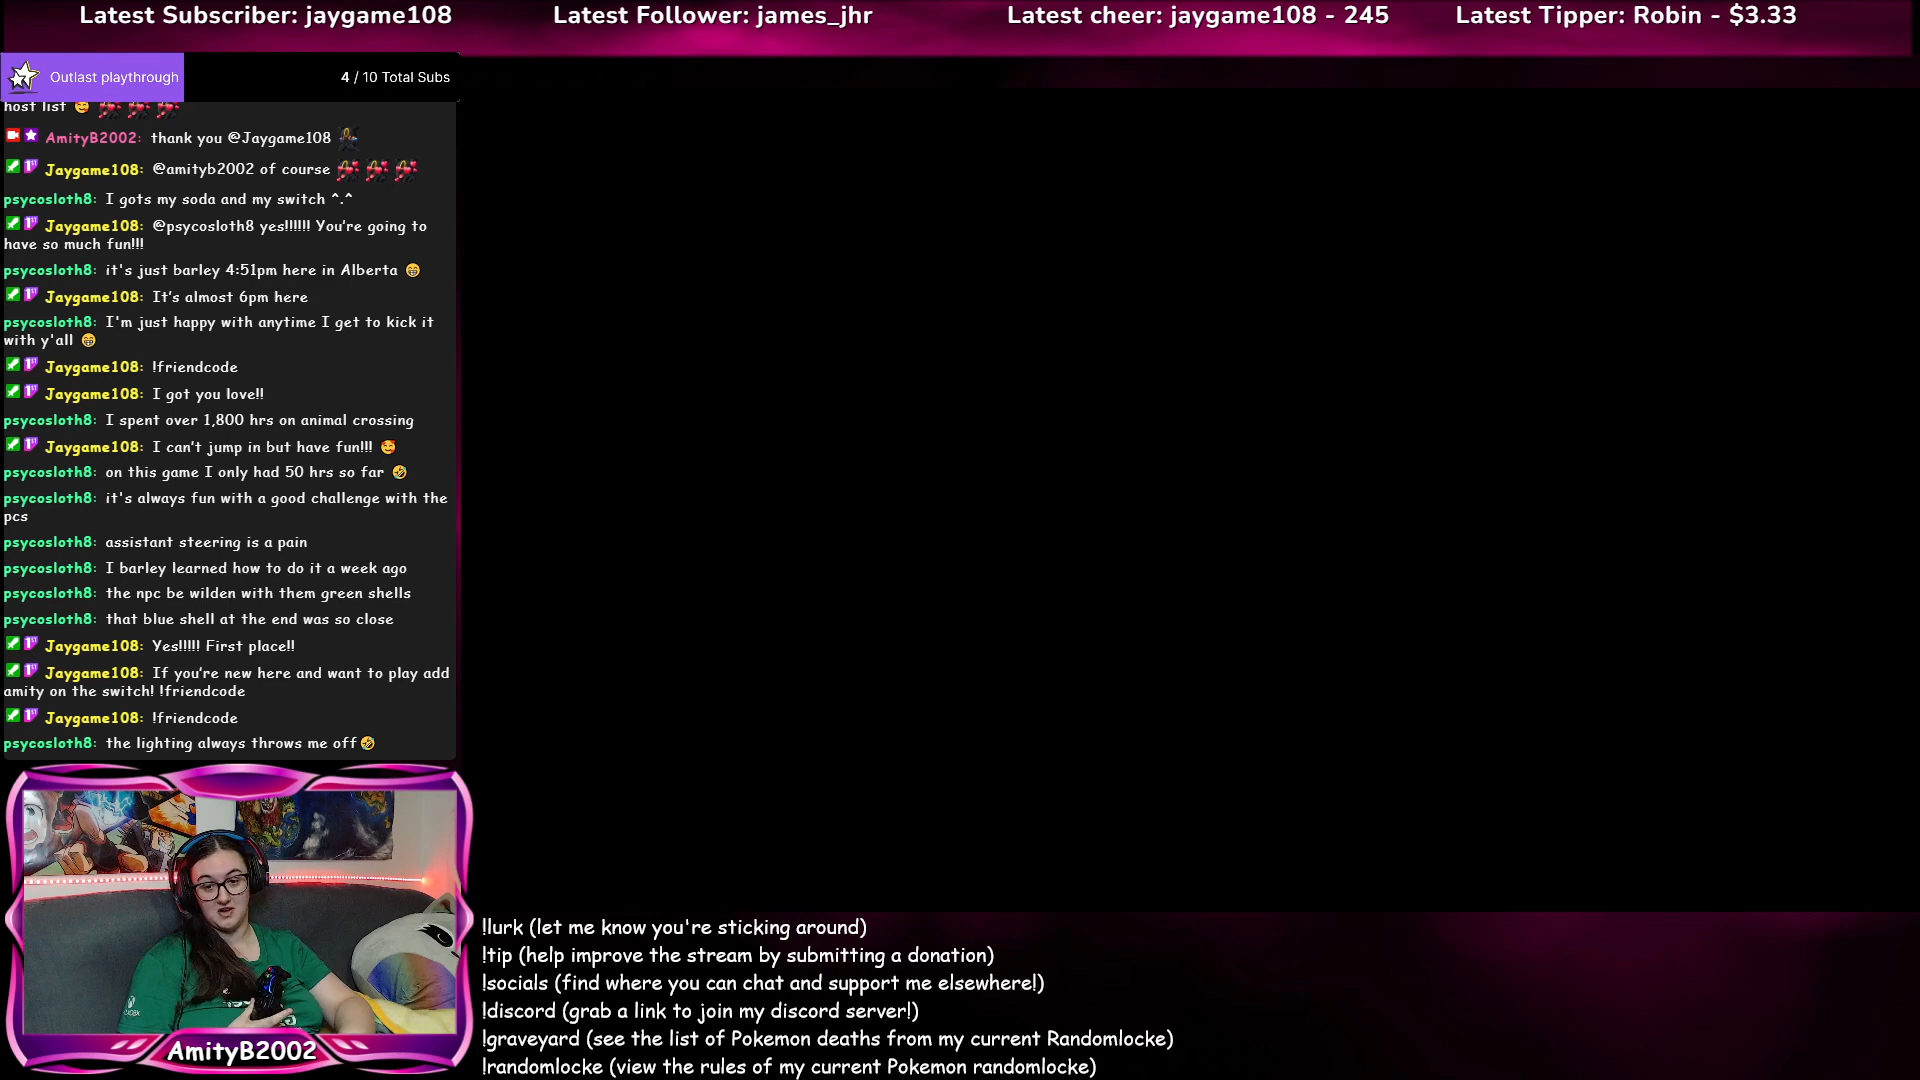 Latest Subscriber: jaygame108
Latest Follower: james_jhr
Latest cheer: jaygame108 - 245
Latest Tipper: Robin - $3.33
Outlast playthrough
4 / 10 Total Subs
host list 🥰
AmityB2002: thank you @Jaygame108
Jaygame108: @amityb2002 of course
psycosloth8: I gots my soda and my switch ^.^
Jaygame108: @psycosloth8 yes!!!!!! You're going to
have so much fun!!!
psycosloth8: it's just barley 4:51pm here in Alberta 😁
Jaygame108: It's almost 6pm here
psycosloth8: I'm just happy with anytime I get to kick it
with y'all 😁
Jaygame108: !friendcode
Jaygame108: I got you love!!
psycosloth8: I spent over 1,800 hrs on animal crossing
Jaygame108: I can't jump in but have fun!!! 🥰
psycosloth8: on this game I only had 50 hrs so far 🤣
psycosloth8: it's always fun with a good challenge with the
pcs
psycosloth8: assistant steering is a pain
psycosloth8: I barley learned how to do it a week ago
psycosloth8: the npc be wilden with them green shells
psycosloth8: that blue shell at the end was so close
Jaygame108: Yes!!!!! First place!!
Jaygame108: If you're new here and want to play add
amity on the switch! !friendcode
Jaygame108: !friendcode
psycosloth8: the lighting always throws me off🤣
AmityB2002
!lurk (let me know you're sticking around)
!tip (help improve the stream by submitting a donation)
!socials (find where you can chat and support me elsewhere!)
!discord (grab a link to join my discord server!)
!graveyard (see the list of Pokemon deaths from my current Randomlocke)
!randomlocke (view the rules of my current Pokemon randomlocke)